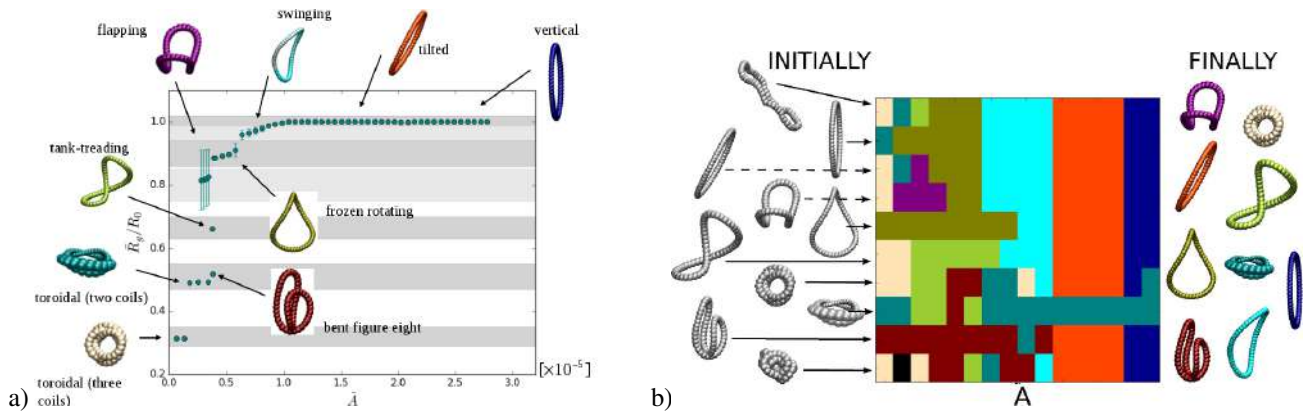 flapping
swinging
tilted
vertical
tank-treading
frozen rotating
toroidal (two coils)
bent figure eight
toroidal (three
coils)
1.0
0.8
0.6
0.4
0.2
R̄g/R0
0.0 0.5 1.0 1.5 2.0 2.5 3.0
[×10⁻⁵]
Ā
a)
INITIALLY
FINALLY
Ā
b)